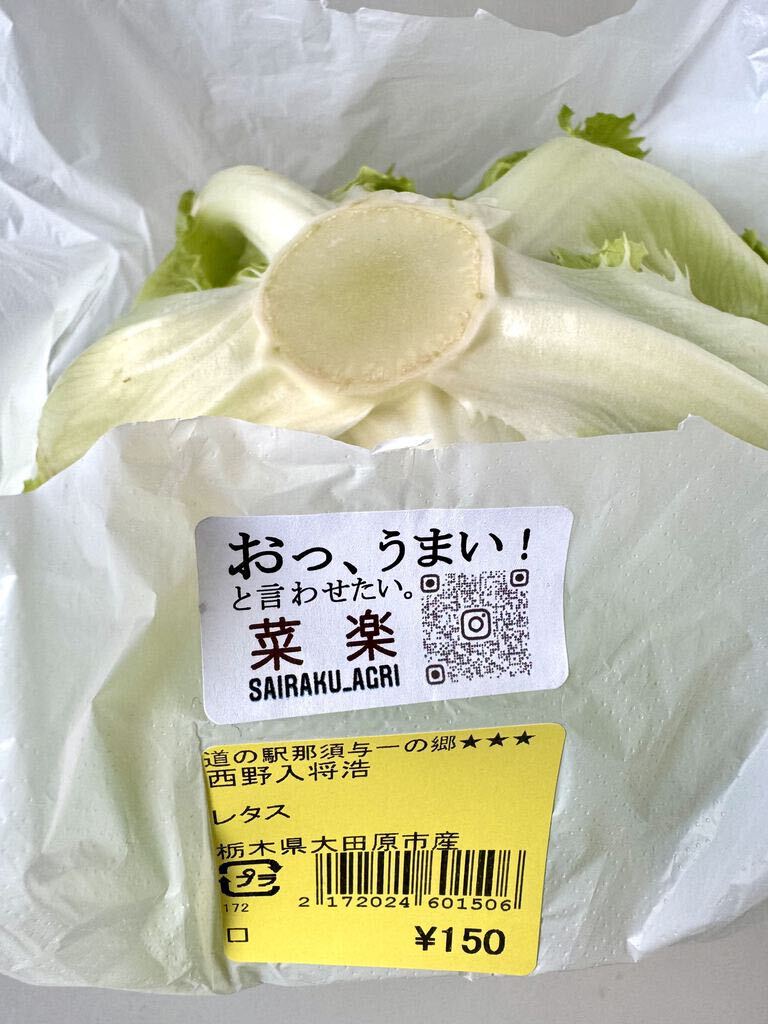 おっ、うまい!
と言わせたい。
菜 楽
SAIRAKU_AGRI
道の駅那須与一の郷★★★
西野入将浩
レタス
栃木県大田原市産
プラ
172
2 172024 601506
口
¥150